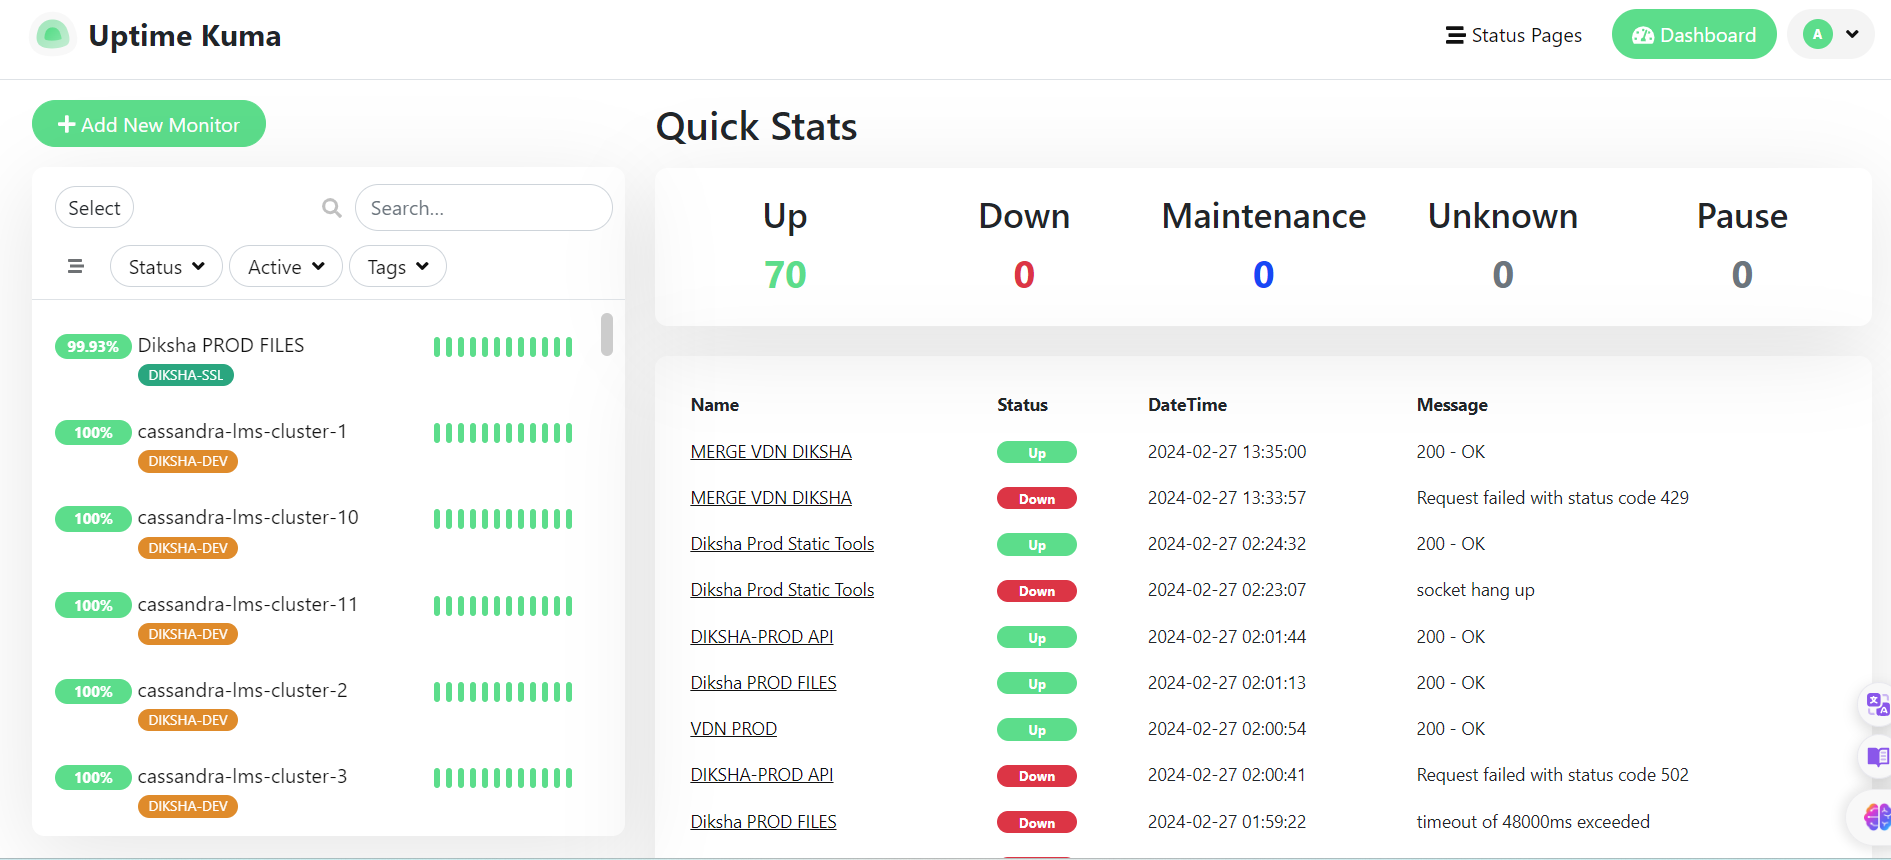 Uptime Kuma
Status Pages
Dashboard
A
Add New Monitor
Select
Search...
Status
Active
Tags
99.93% Diksha PROD FILES
DIKSHA-SSL
100% cassandra-lms-cluster-1
DIKSHA-DEV
100% cassandra-lms-cluster-10
DIKSHA-DEV
100% cassandra-lms-cluster-11
DIKSHA-DEV
100% cassandra-lms-cluster-2
DIKSHA-DEV
100% cassandra-lms-cluster-3
DIKSHA-DEV
Quick Stats
Up Down Maintenance Unknown Pause
70 0 0 0 0
Name Status DateTime Message
MERGE VDN DIKSHA Up 2024-02-27 13:35:00 200 - OK
MERGE VDN DIKSHA Down 2024-02-27 13:33:57 Request failed with status code 429
Diksha Prod Static Tools Up 2024-02-27 02:24:32 200 - OK
Diksha Prod Static Tools Down 2024-02-27 02:23:07 socket hang up
DIKSHA-PROD API Up 2024-02-27 02:01:44 200 - OK
Diksha PROD FILES Up 2024-02-27 02:01:13 200 - OK
VDN PROD Up 2024-02-27 02:00:54 200 - OK
DIKSHA-PROD API Down 2024-02-27 02:00:41 Request failed with status code 502
Diksha PROD FILES Down 2024-02-27 01:59:22 timeout of 48000ms exceeded